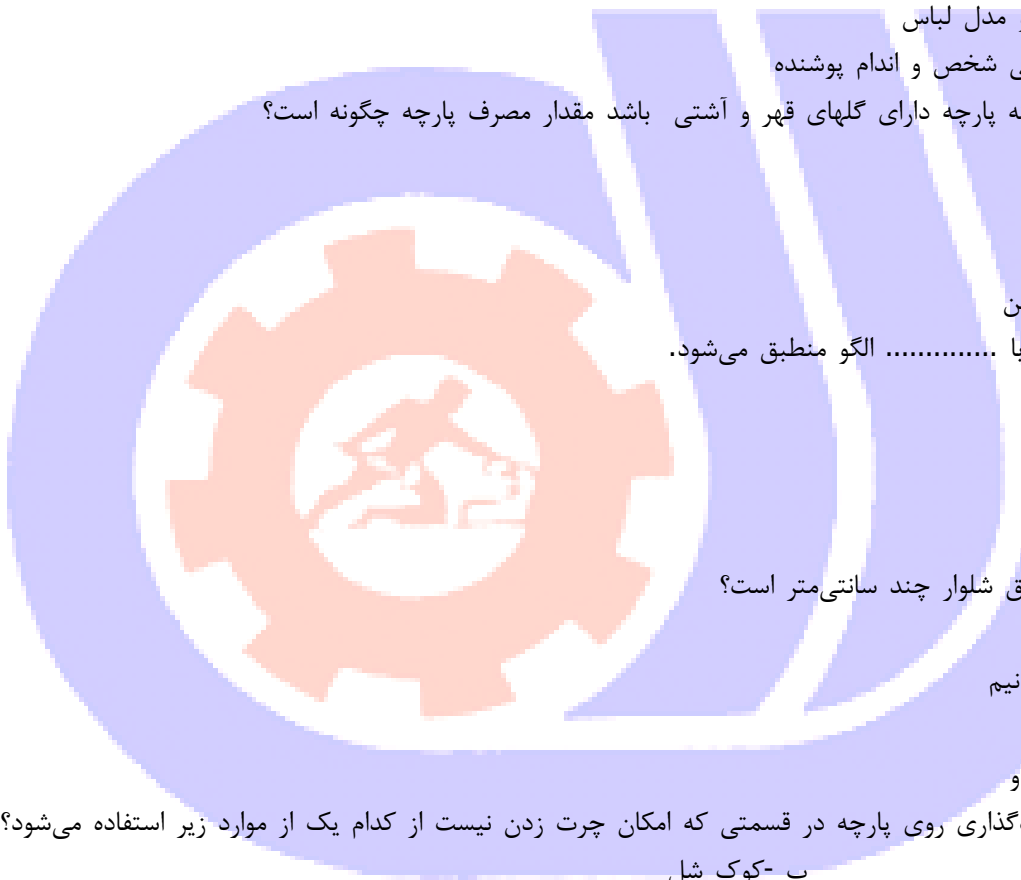 مدل لباس
شخص و اندام پوشنده
پارچه دارای گلهای قهر و آشتی باشد مقدار مصرف پارچه چگونه است؟
.............. الگو منطبق می‌شود.
شلوار چند سانتی‌متر است؟
گذاری روی پارچه در قسمتی که امکان چرت زدن نیست از کدام یک از موارد زیر استفاده می‌شود؟
ب -کوک شل